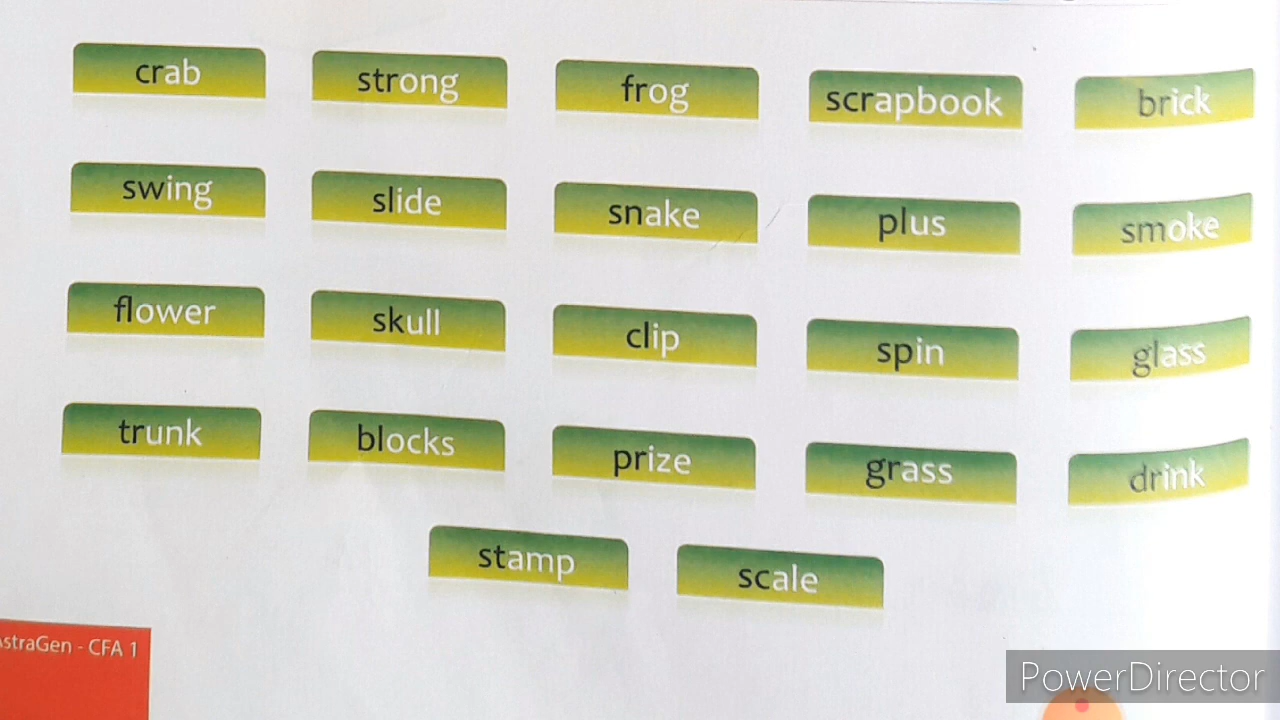 crab strong frog scrapbook brick
swing slide snake plus smoke
flower skull clip spin glass
trunk blocks prize grass drink
stamp scale
AstraGen - CFA 1
PowerDirector